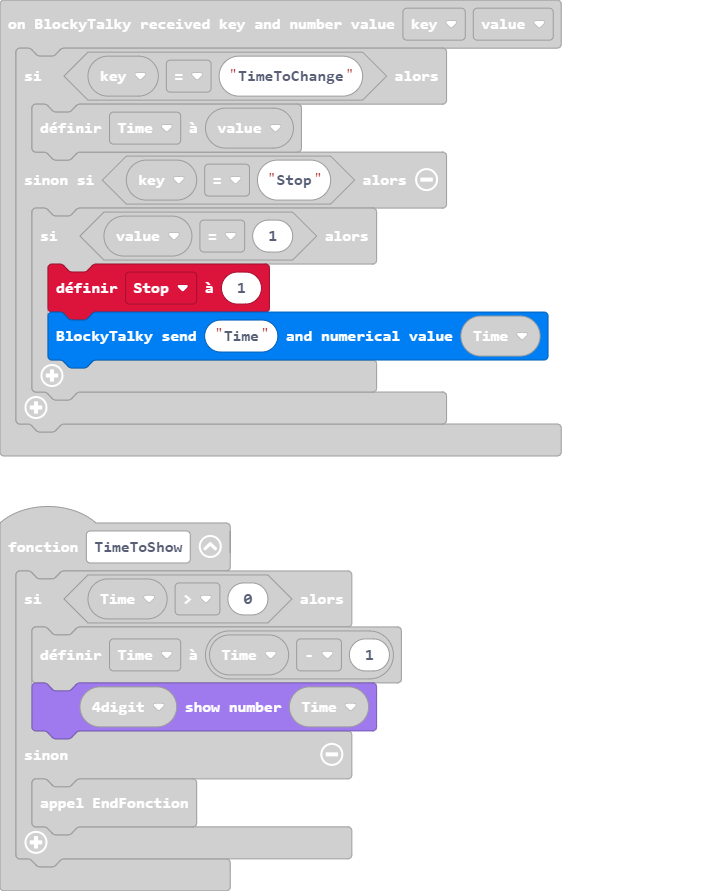 on BlockyTalky received key and number value key value
si key = "TimeToChange" alors
définir Time à value
sinon si key = "Stop" alors
si value = 1 alors
définir Stop à 1
BlockyTalky send "Time" and numerical value Time
fonction TimeToShow
si Time > 0 alors
définir Time à Time - 1
4digit show number Time
sinon
appel EndFonction